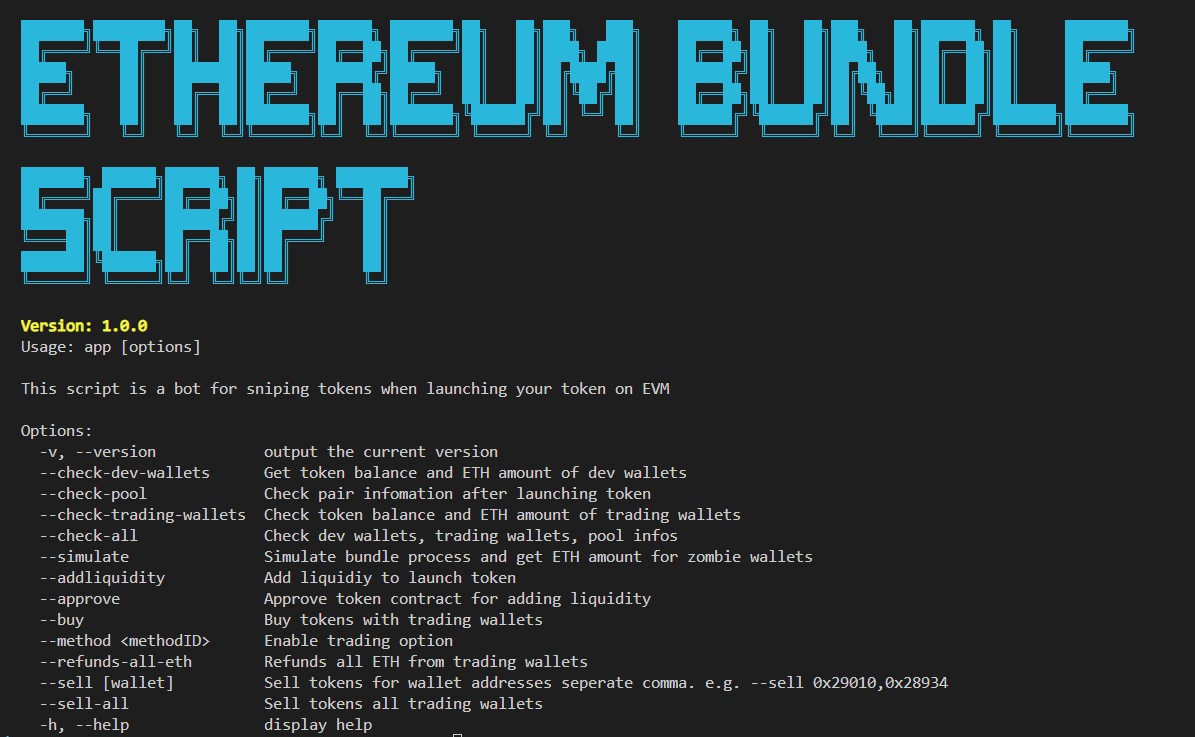 ETHEREUM BUNDLE
SCRIPT
Version: 1.0.0
Usage: app [options]
This script is a bot for sniping tokens when launching your token on EVM
Options:
-v, --version output the current version
--check-dev-wallets Get token balance and ETH amount of dev wallets
--check-pool Check pair infomation after launching token
--check-trading-wallets Check token balance and ETH amount of trading wallets
--check-all Check dev wallets, trading wallets, pool infos
--simulate Simulate bundle process and get ETH amount for zombie wallets
--addliquidity Add liquidiy to launch token
--approve Approve token contract for adding liquidity
--buy Buy tokens with trading wallets
--method <methodID> Enable trading option
--refunds-all-eth Refunds all ETH from trading wallets
--sell [wallet] Sell tokens for wallet addresses seperate comma. e.g. --sell 0x29010,0x28934
--sell-all Sell tokens all trading wallets
-h, --help display help